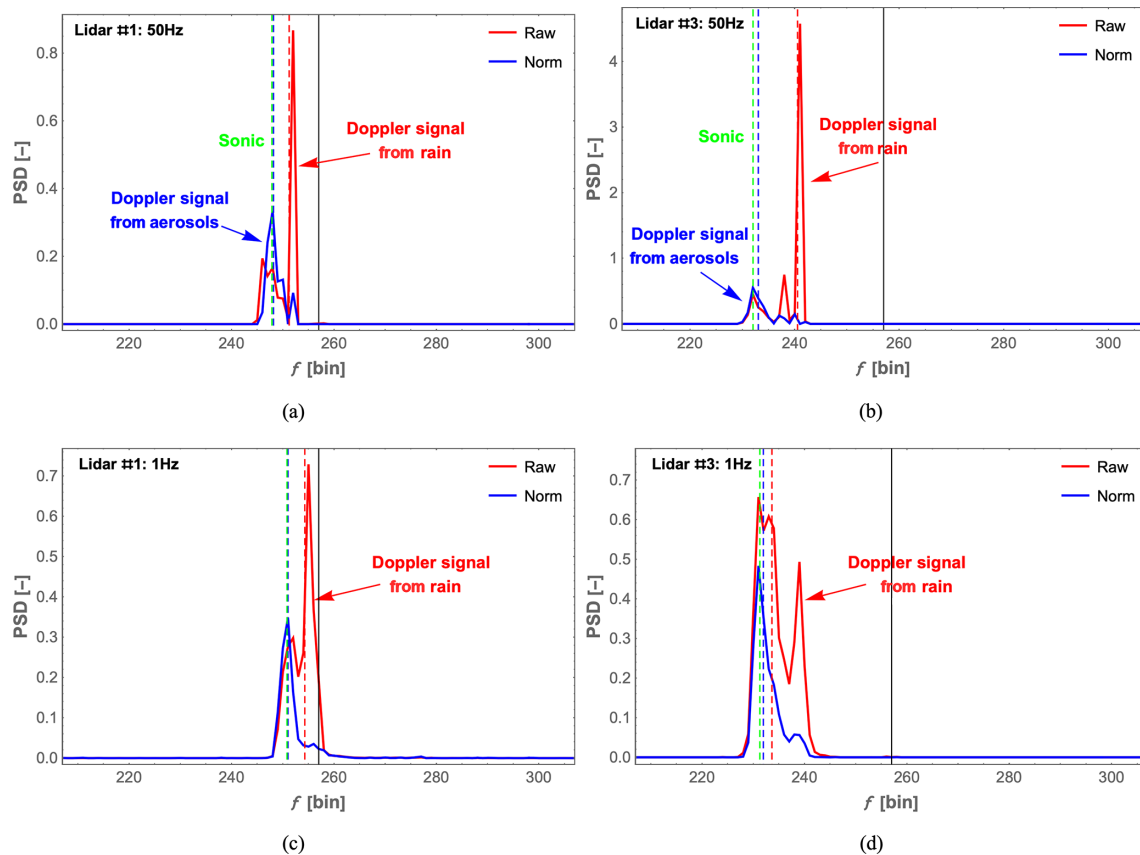 Lidar #1: 50Hz
Raw
Norm
0.8
0.6
0.4
0.2
0.0
PSD [–]
Sonic
Doppler signal
from rain
Doppler signal
from aerosols
220
240
260
280
300
f [bin]
(a)
Lidar #3: 50Hz
Raw
Norm
4
3
2
1
0
PSD [–]
Sonic
Doppler signal
from rain
Doppler signal
from aerosols
220
240
260
280
300
f [bin]
(b)
Lidar #1: 1Hz
Raw
Norm
0.7
0.6
0.5
0.4
0.3
0.2
0.1
0.0
PSD [–]
Doppler signal
from rain
220
240
260
280
300
f [bin]
(c)
Lidar #3: 1Hz
Raw
Norm
0.7
0.6
0.5
0.4
0.3
0.2
0.1
0.0
PSD [–]
Doppler signal
from rain
220
240
260
280
300
f [bin]
(d)